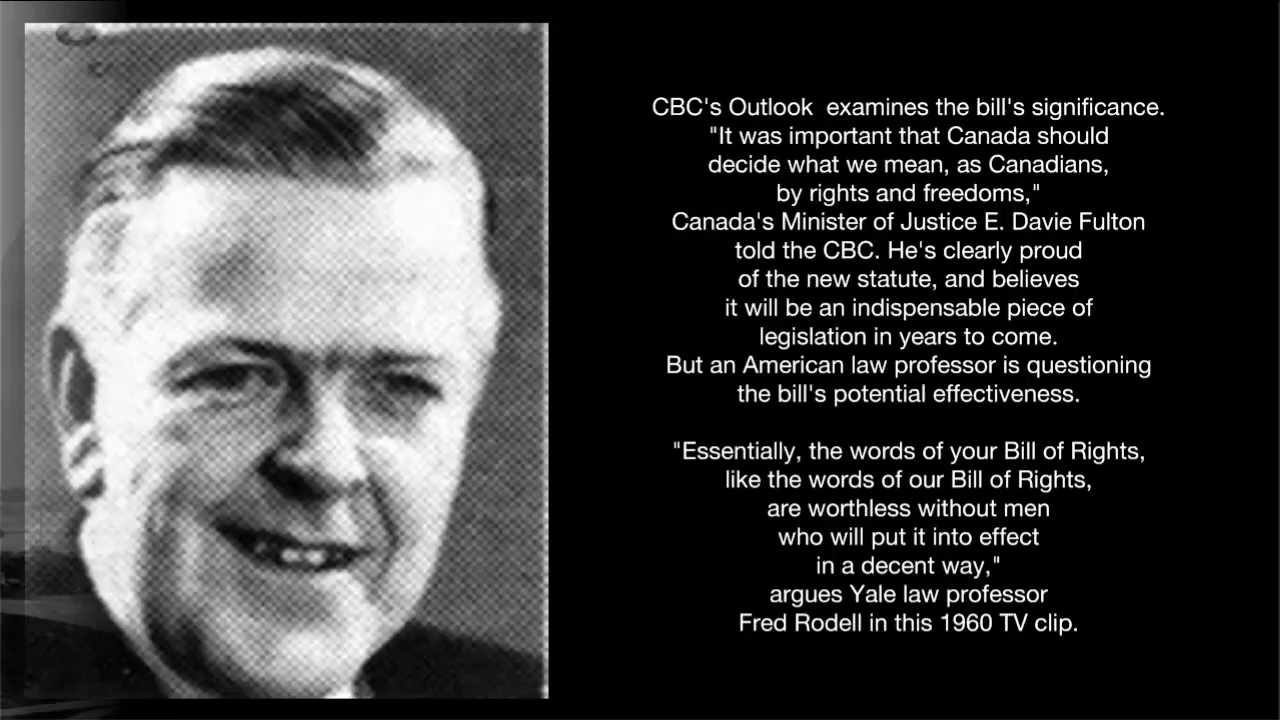 CBC's Outlook  examines the bill's significance.
"It was important that Canada should
decide what we mean, as Canadians,
by rights and freedoms,"
Canada's Minister of Justice E. Davie Fulton
told the CBC. He's clearly proud
of the new statute, and believes
it will be an indispensable piece of
legislation in years to come.
But an American law professor is questioning
the bill's potential effectiveness.
"Essentially, the words of your Bill of Rights,
like the words of our Bill of Rights,
are worthless without men
who will put it into effect
in a decent way,"
argues Yale law professor
Fred Rodell in this 1960 TV clip.